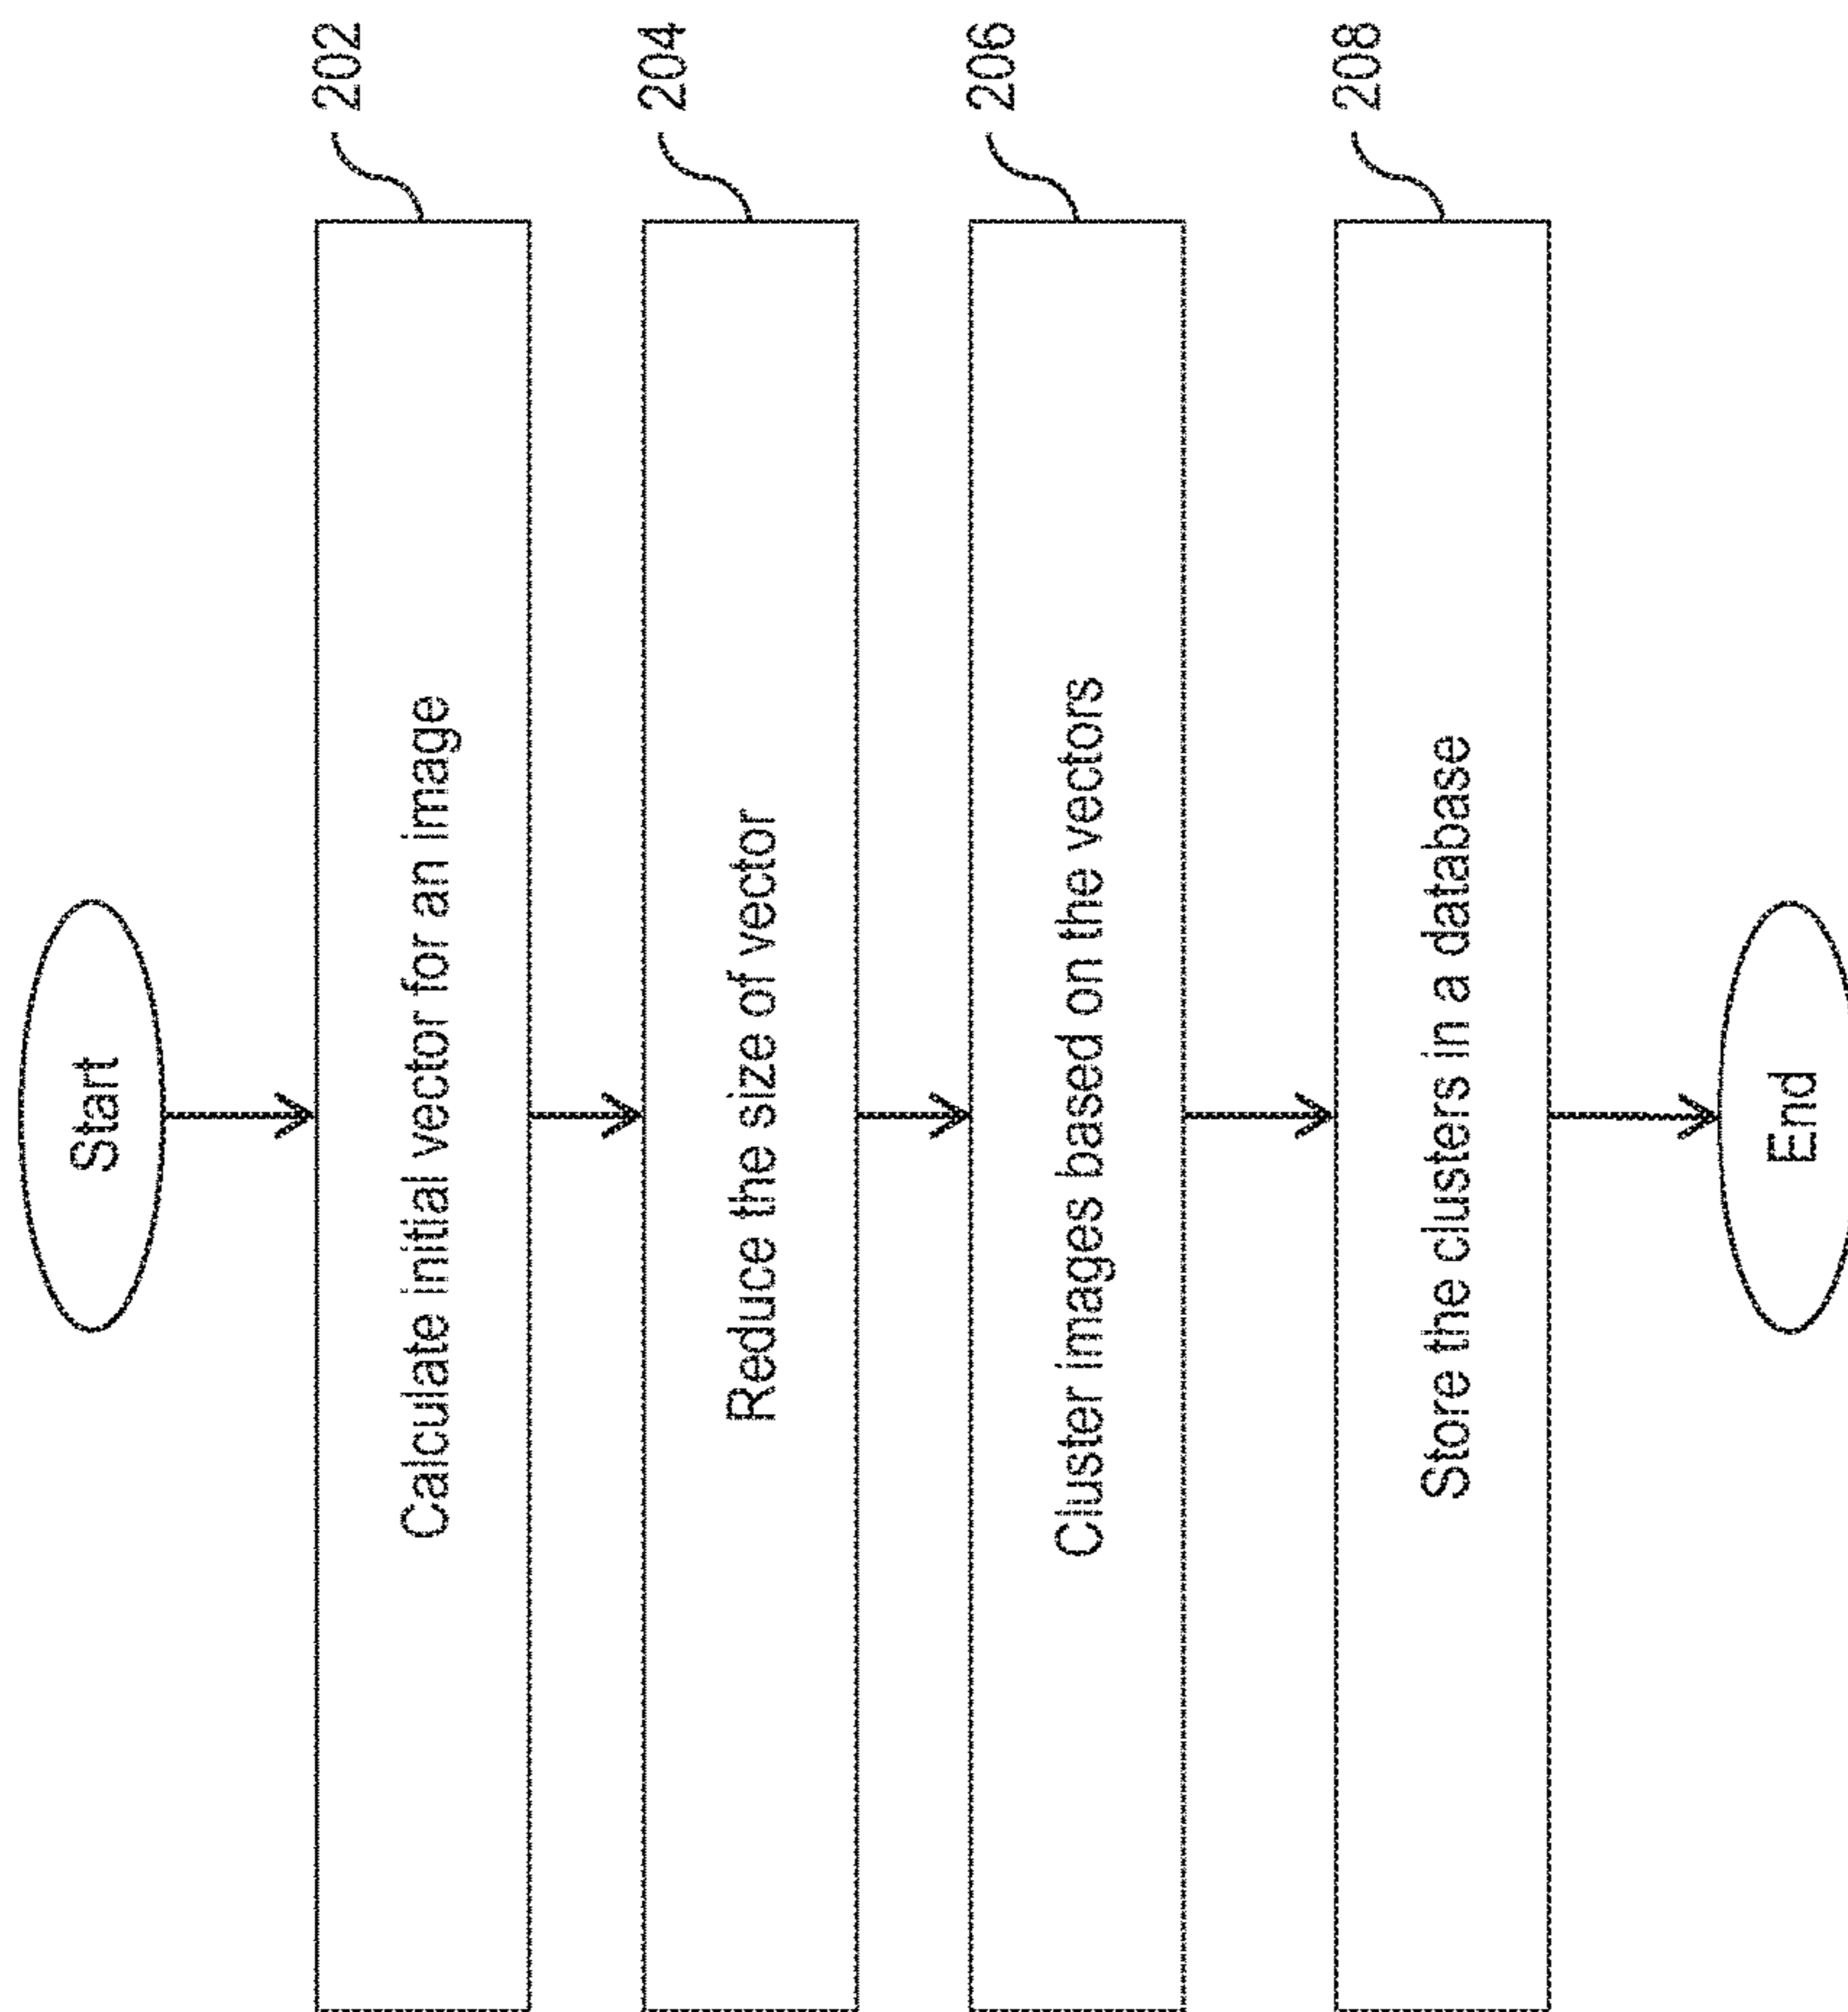 Start
Calculate initial vector for an image
202
Reduce the size of vector
204
Cluster images based on the vectors
206
Store the clusters in a database
208
End